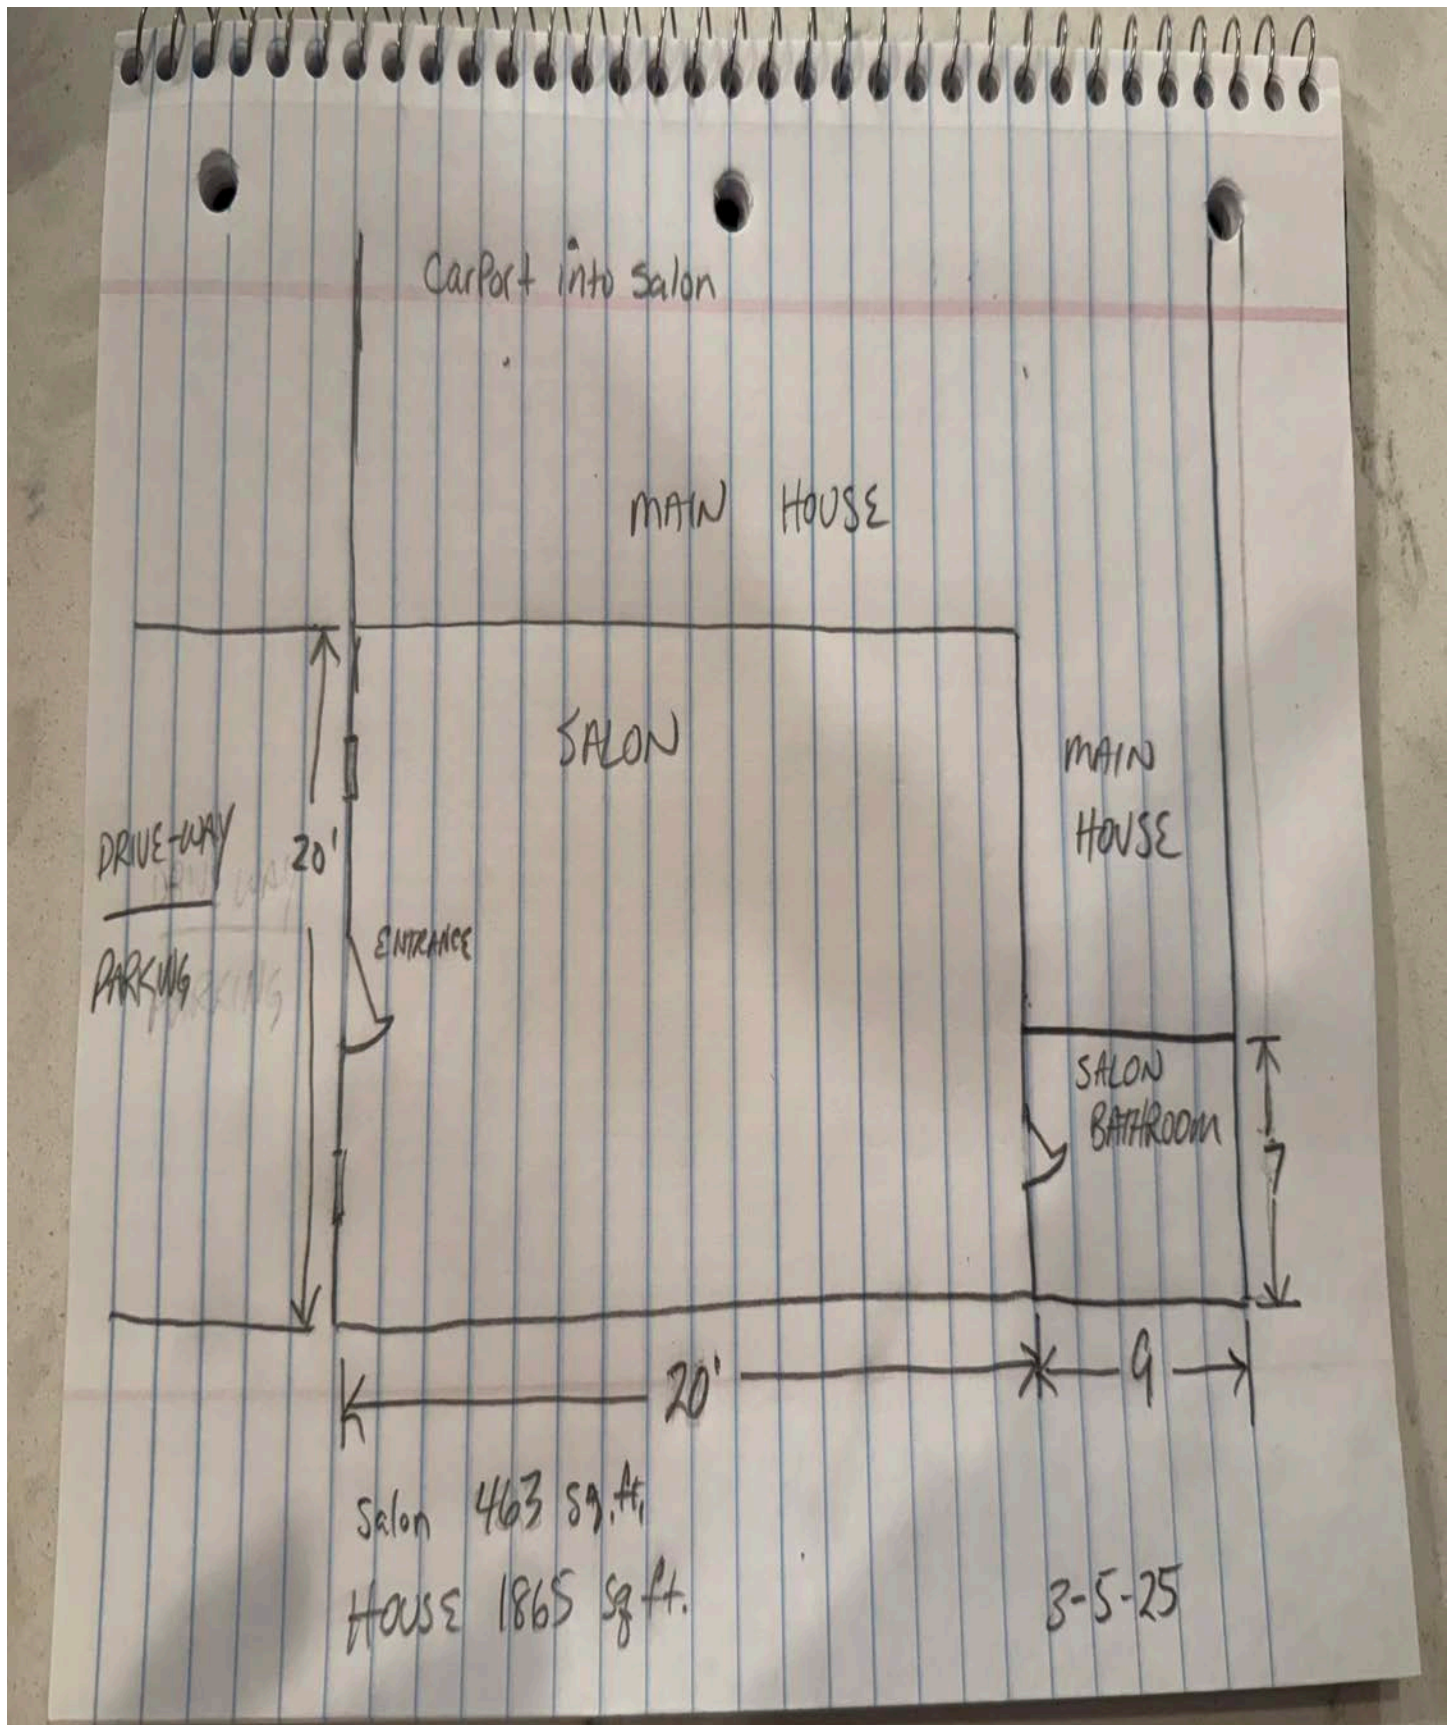 CarPort into Salon
MAIN HOUSE
SALON
MAIN
HOUSE
DRIVE-WAY
PARKING
20'
ENTRANCE
SALON
BATHROOM
7
20'
9
Salon 463 sq. ft.
HOUSE 1865 sq ft.
3-5-25